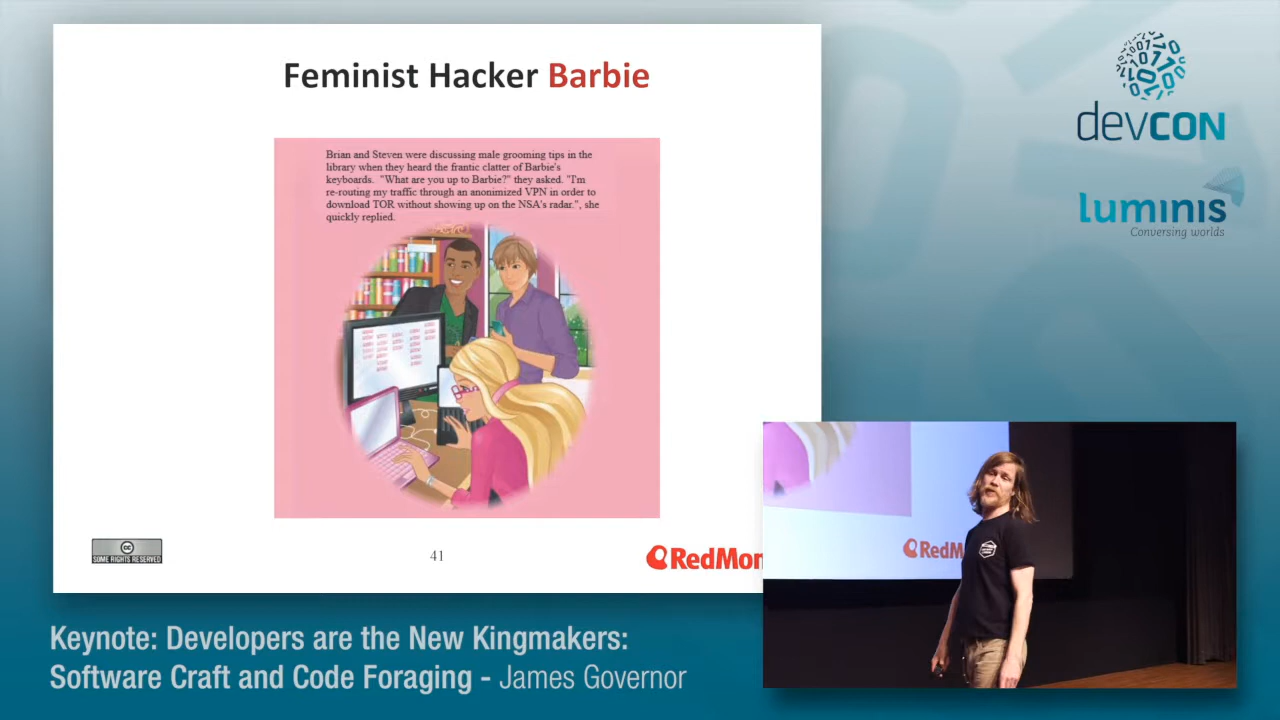 Feminist Hacker Barbie
Brian and Steven were discussing male grooming tips in the
library when they heard the frantic clatter of Barbie's
keyboards. "What are you up to Barbie?" they asked. "I'm
re-routing my traffic through an anonimized VPN in order to
download TOR without showing up on the NSA's radar.", she
quickly replied.
cc
SOME RIGHTS RESERVED
41
RedMon
devcon
luminis
Conversing worlds
RedM
Keynote: Developers are the New Kingmakers:
Software Craft and Code Foraging - James Governor